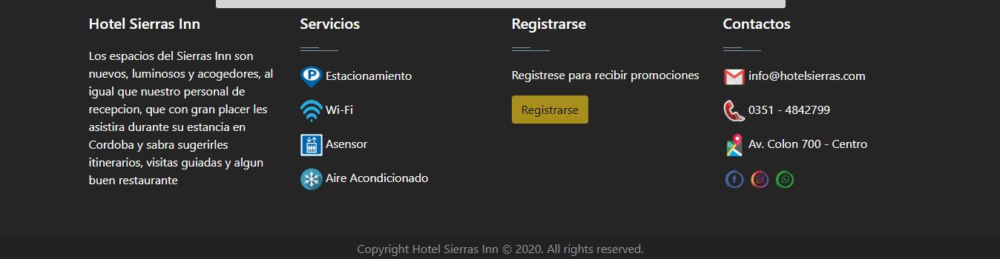 Hotel Sierras Inn
Los espacios del Sierras Inn son
nuevos, luminosos y acogedores, al
igual que nuestro personal de
recepcion, que con gran placer les
asistira durante su estancia en
Cordoba y sabra sugerirles
itinerarios, visitas guiadas y algun
buen restaurante
Servicios
Estacionamiento
Wi-Fi
Asensor
Aire Acondicionado
Registrarse
Registrese para recibir promociones
Registrarse
Contactos
info@hotelsierras.com
0351 - 4842799
Av. Colon 700 - Centro
Copyright Hotel Sierras Inn © 2020. All rights reserved.